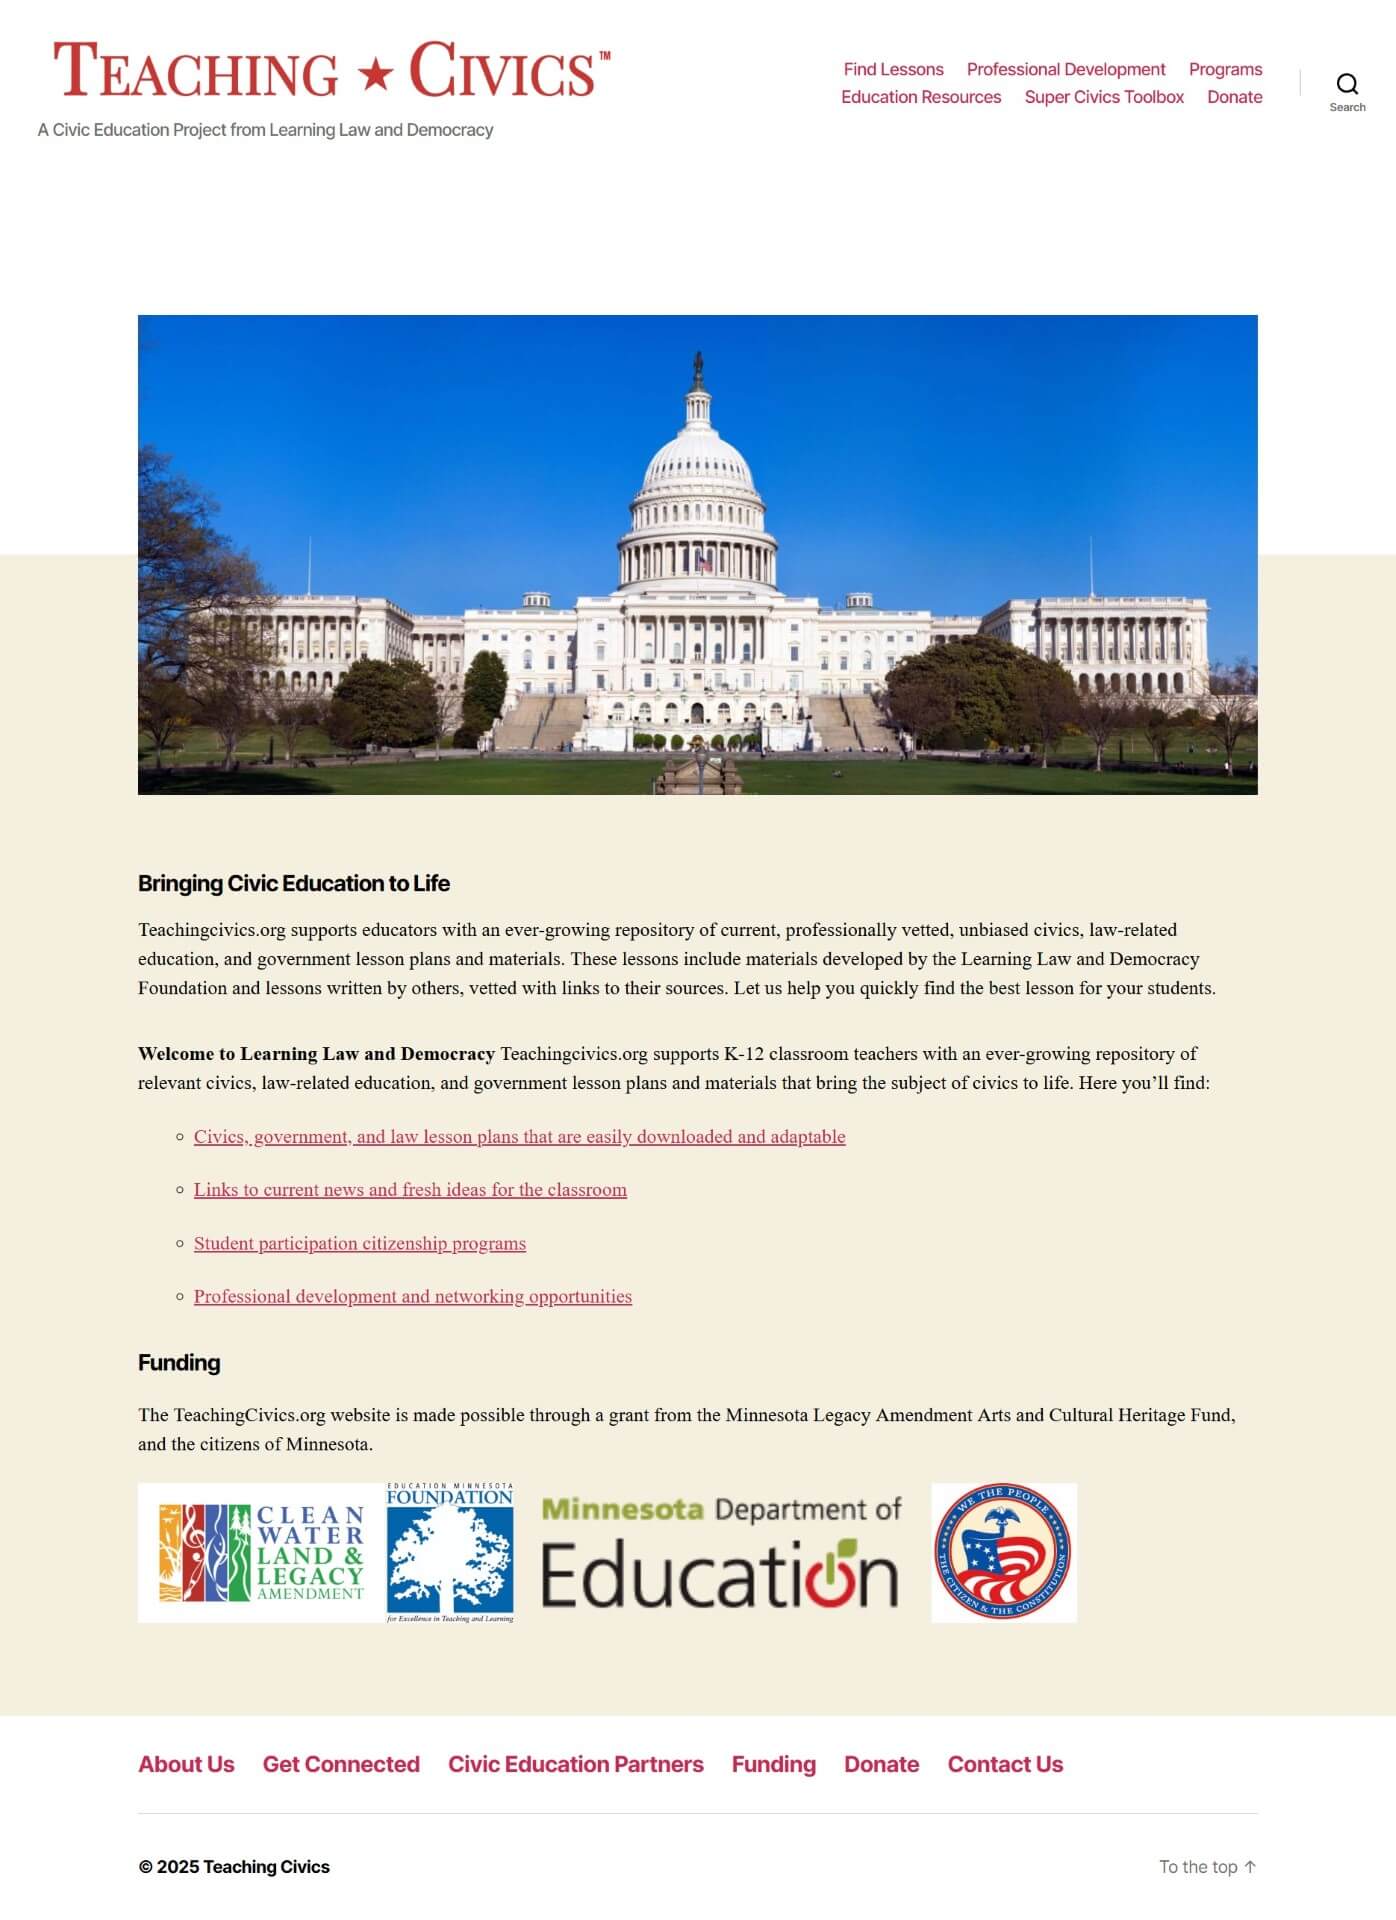 TEACHING ★ CIVICS™
A Civic Education Project from Learning Law and Democracy
Find Lessons Professional Development Programs
Education Resources Super Civics Toolbox Donate
Search
Bringing Civic Education to Life
Teachingcivics.org supports educators with an ever-growing repository of current, professionally vetted, unbiased civics, law-related
education, and government lesson plans and materials. These lessons include materials developed by the Learning Law and Democracy
Foundation and lessons written by others, vetted with links to their sources. Let us help you quickly find the best lesson for your students.
Welcome to Learning Law and Democracy Teachingcivics.org supports K-12 classroom teachers with an ever-growing repository of
relevant civics, law-related education, and government lesson plans and materials that bring the subject of civics to life. Here you’ll find:
Civics, government, and law lesson plans that are easily downloaded and adaptable
Links to current news and fresh ideas for the classroom
Student participation citizenship programs
Professional development and networking opportunities
Funding
The TeachingCivics.org website is made possible through a grant from the Minnesota Legacy Amendment Arts and Cultural Heritage Fund,
and the citizens of Minnesota.
CLEAN
WATER
LAND &
LEGACY
AMENDMENT
EDUCATION MINNESOTA
FOUNDATION
for Excellence in Teaching and Learning
Minnesota Department of
Education
WE THE PEOPLE
THE CITIZEN & THE CONSTITUTION
About Us Get Connected Civic Education Partners Funding Donate Contact Us
© 2025 Teaching Civics
To the top ↑